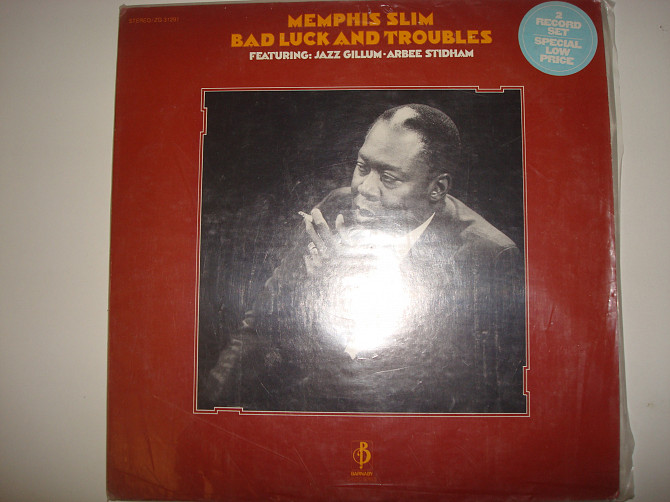 MEMPHIS SLIM
BAD LUCK AND TROUBLES
FEATURING: JAZZ GILLUM·ARBEE STIDHAM
2
RECORD
SET
SPECIAL
LOW
PRICE
B
BARNABY